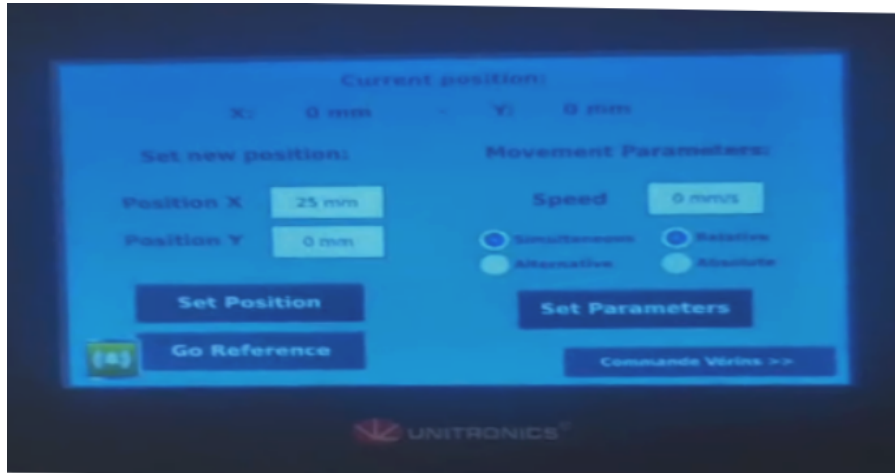 Current position:
X: 0 mm - Y: 0 mm
Set new position:
Movement Parameters:
Position X 25 mm
Speed 0 mm/s
Position Y 0 mm
Simultaneous Relative
Alternative Absolute
Set Position
Set Parameters
Go Reference
Commande Vérins >>
UNITRONICS